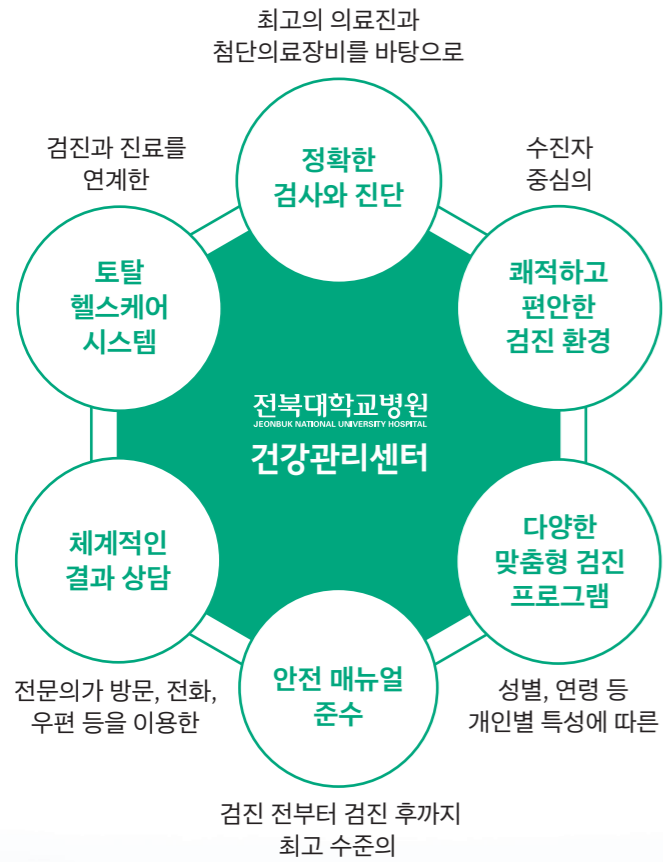 최고의 의료진과
첨단의료장비를 바탕으로
정확한
검사와 진단
수진자
중심의
쾌적하고
편안한
검진 환경
다양한
맞춤형 검진
프로그램
성별, 연령 등
개인별 특성에 따른
안전 매뉴얼
준수
검진 전부터 검진 후까지
최고 수준의
체계적인
결과 상담
전문의가 방문, 전화,
우편 등을 이용한
검진과 진료를
연계한
토탈
헬스케어
시스템
전북대학교병원
JEONBUK NATIONAL UNIVERSITY HOSPITAL
건강관리센터